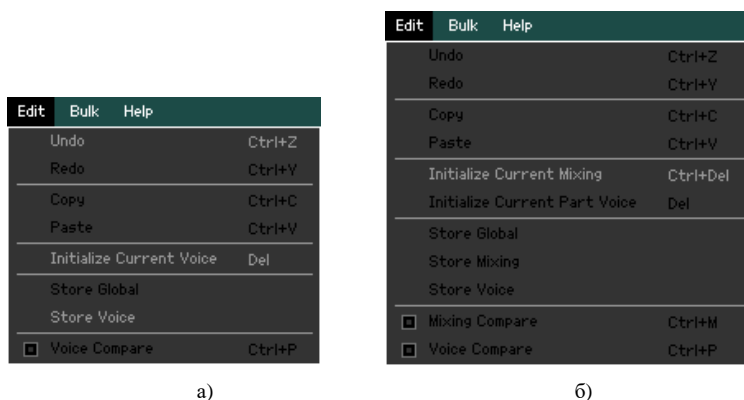 Edit Bulk Help
Undo Ctrl+Z
Redo Ctrl+Y
Copy Ctrl+C
Paste Ctrl+V
Initialize Current Voice Del
Store Global
Store Voice
Voice Compare Ctrl+P
а)
Edit Bulk Help
Undo Ctrl+Z
Redo Ctrl+Y
Copy Ctrl+C
Paste Ctrl+V
Initialize Current Mixing Ctrl+Del
Initialize Current Part Voice Del
Store Global
Store Mixing
Store Voice
Mixing Compare Ctrl+M
Voice Compare Ctrl+P
б)